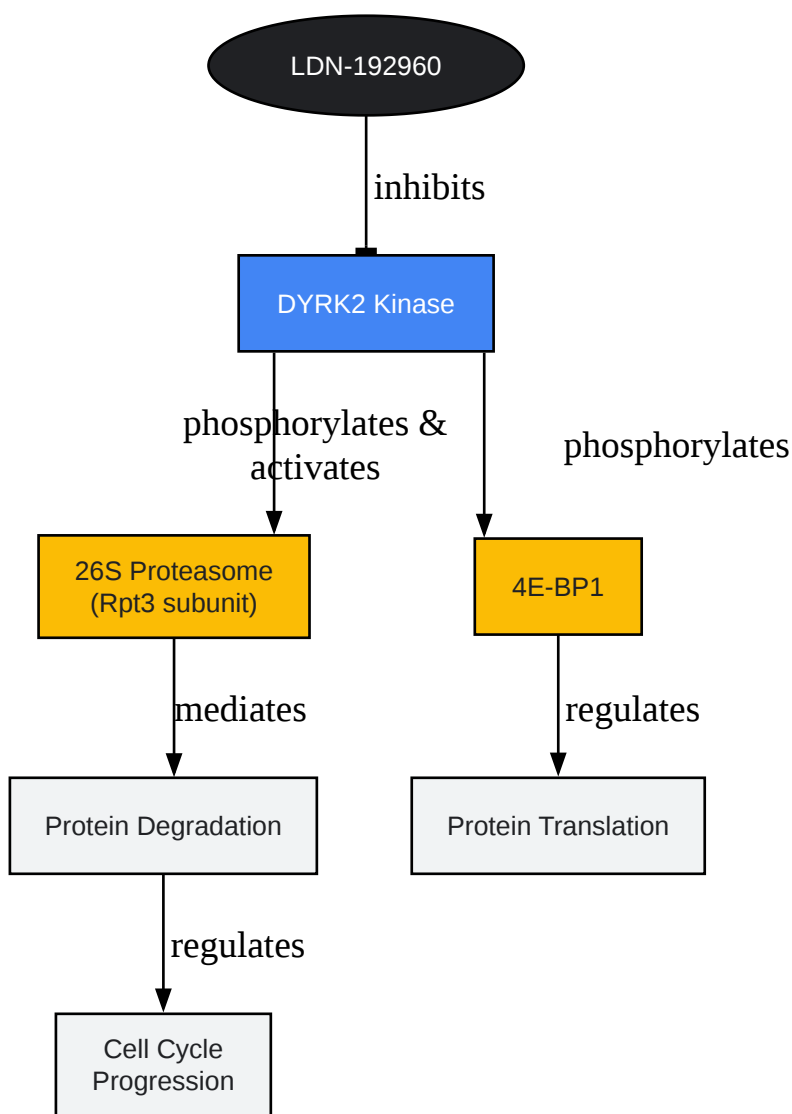 LDN-192960
inhibits
DYRK2 Kinase
phosphorylates &
activates
phosphorylates
26S Proteasome
(Rpt3 subunit)
4E-BP1
mediates
regulates
Protein Degradation
Protein Translation
regulates
Cell Cycle
Progression